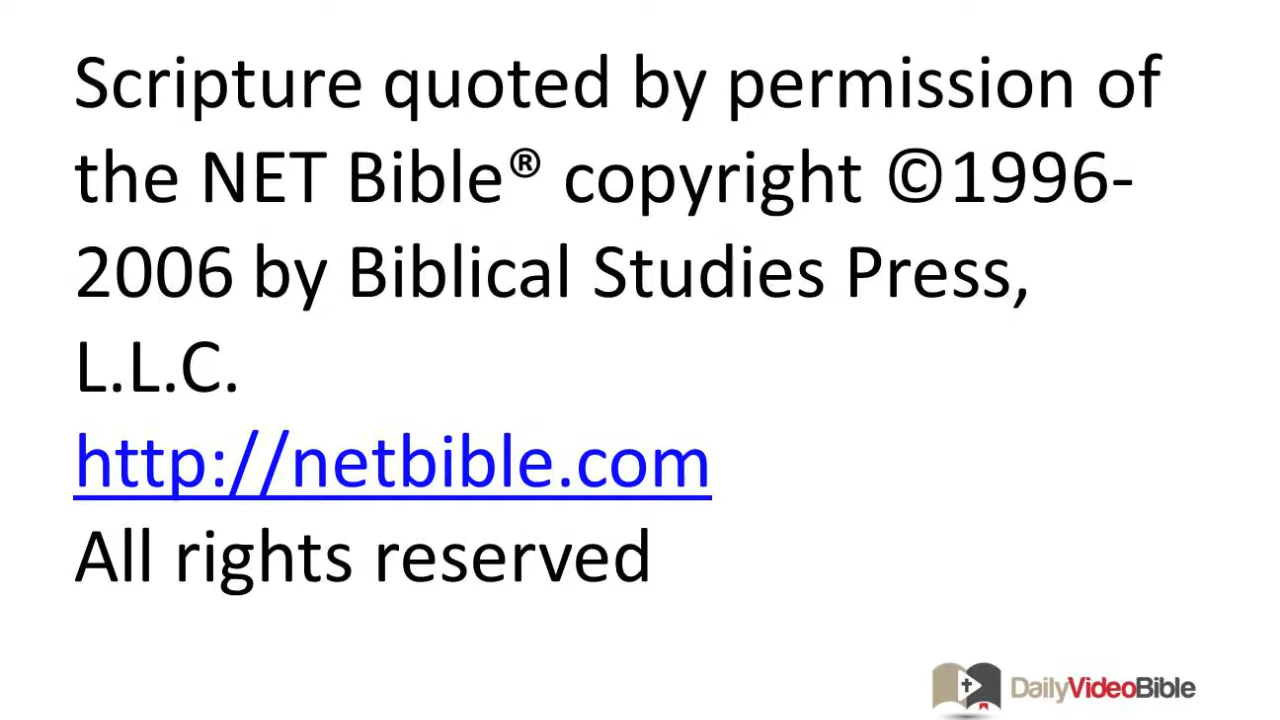 Scripture quoted by permission of
the NET Bible® copyright ©1996-
2006 by Biblical Studies Press,
L.L.C.
http://netbible.com
All rights reserved
DailyVideoBible